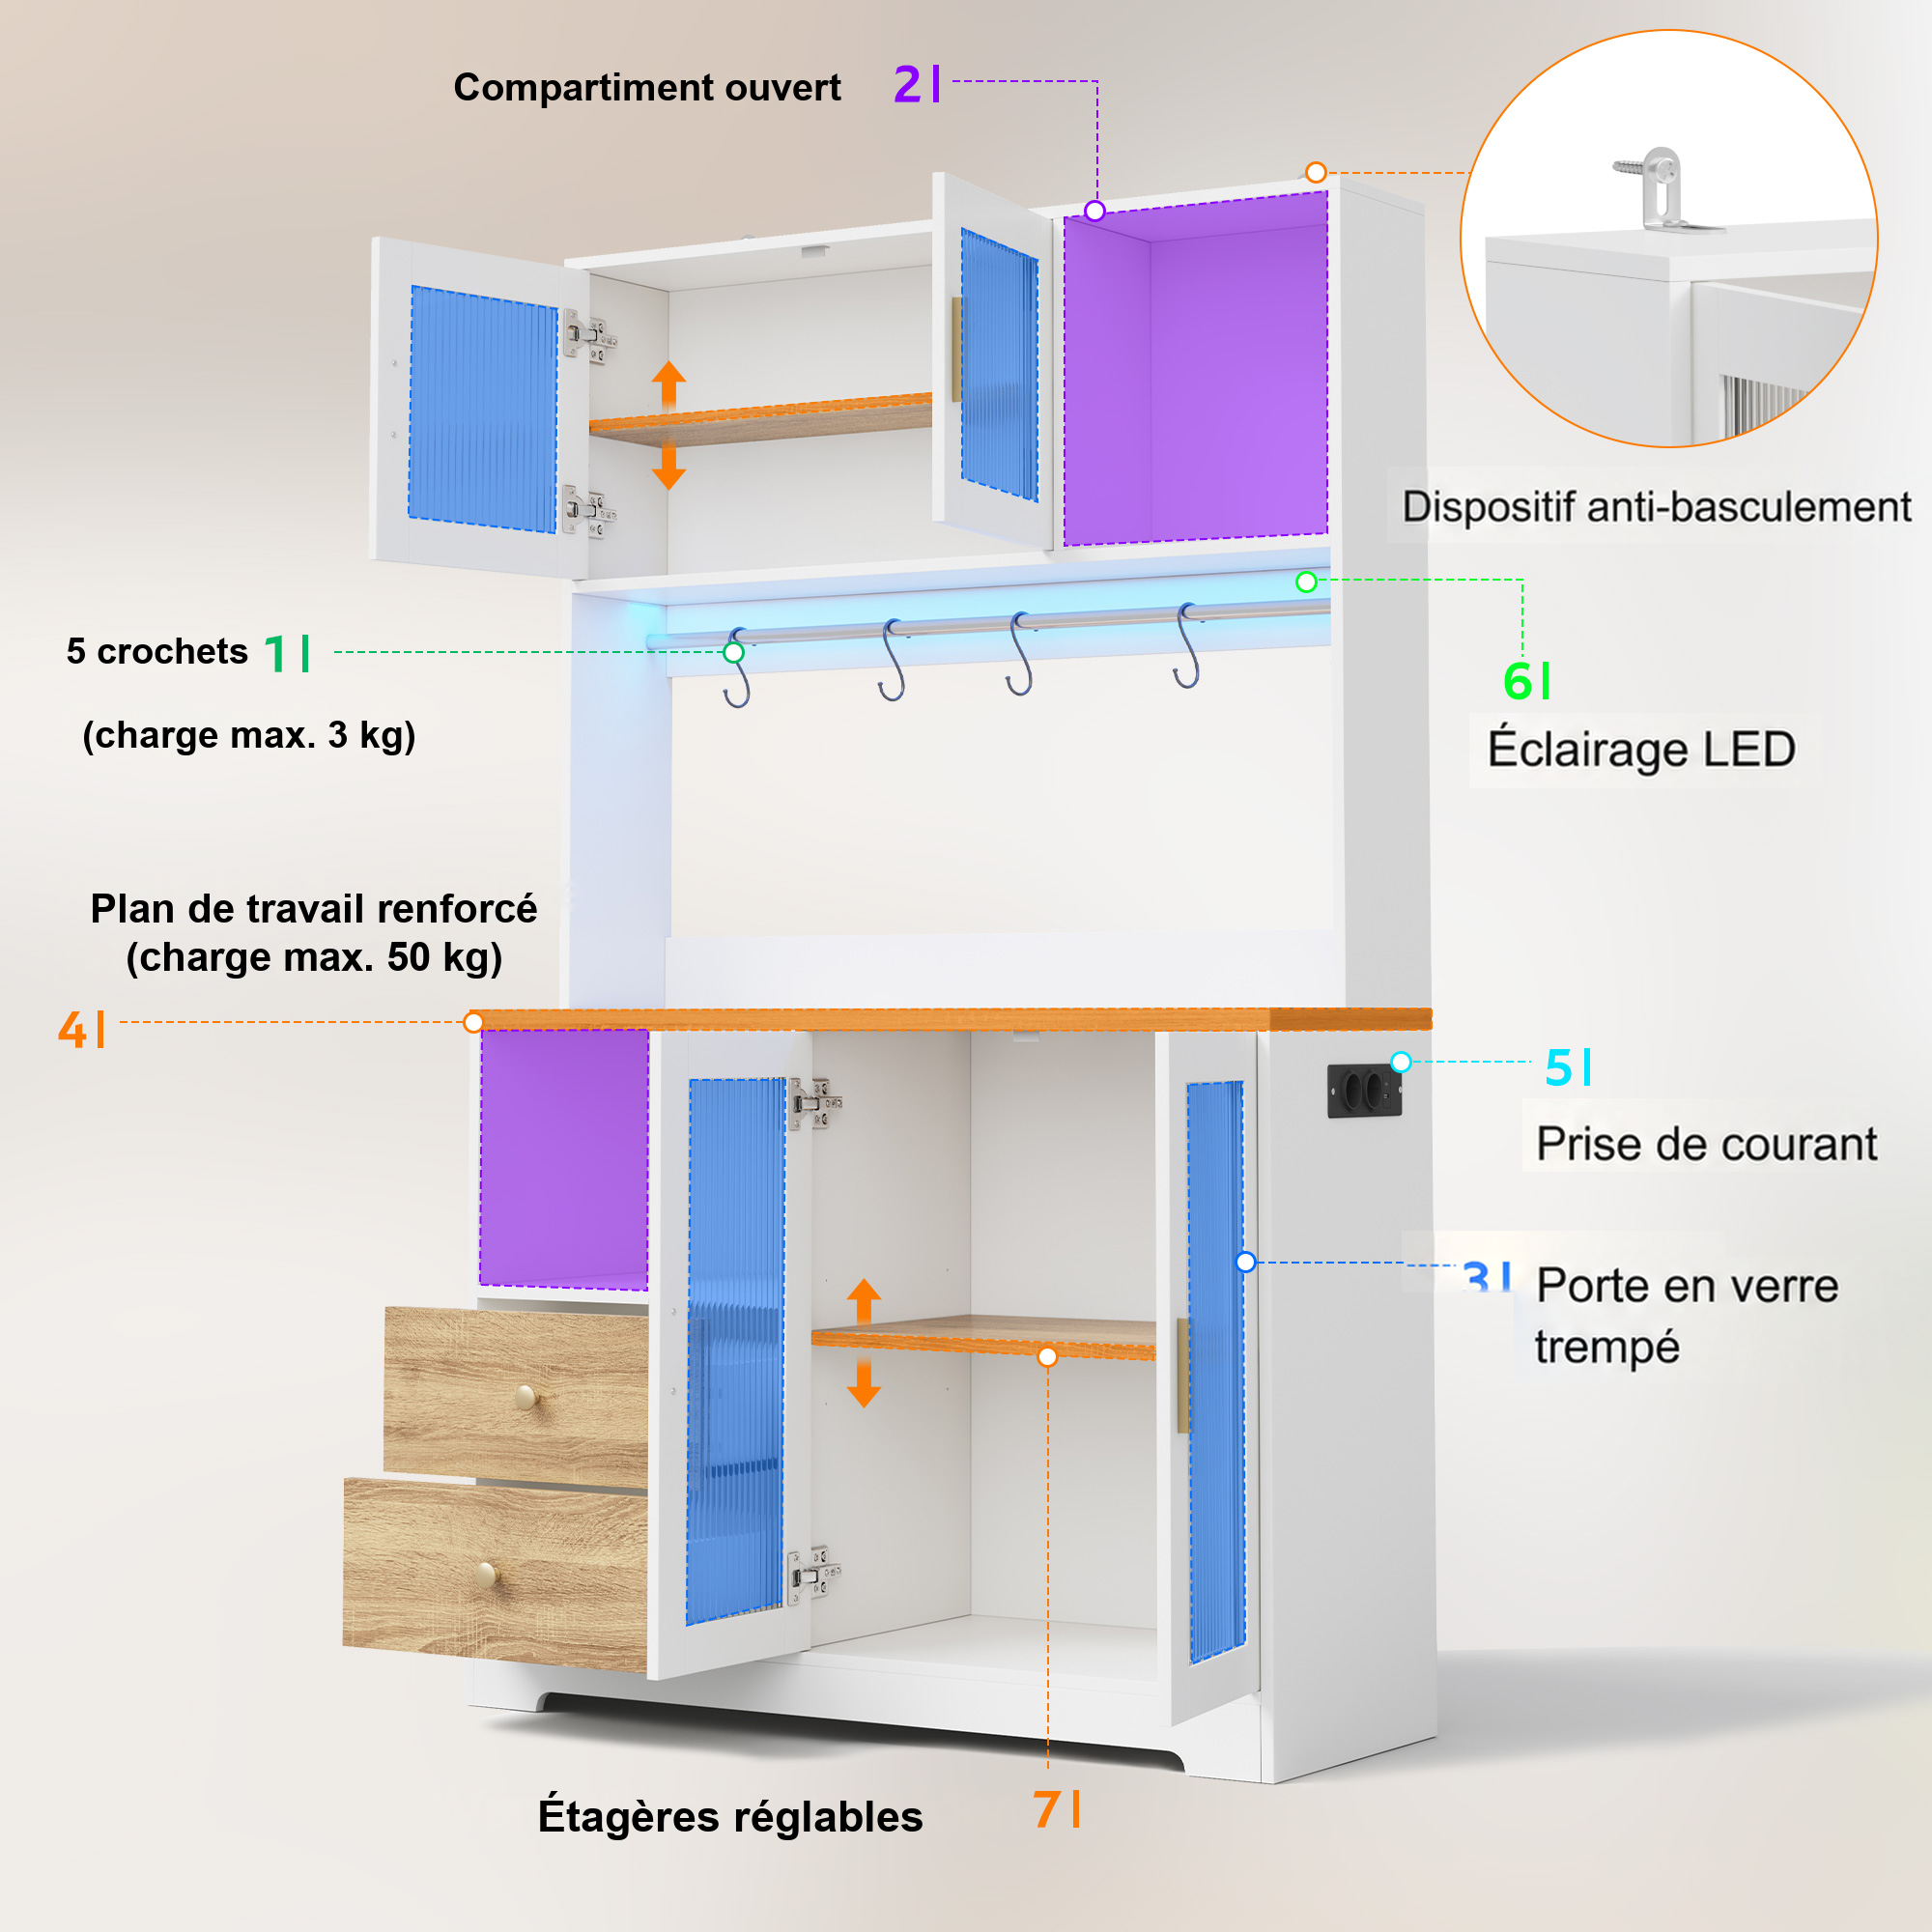 Compartiment ouvert 2|
Dispositif anti-basculement
5 crochets 1|
(charge max. 3 kg)
6|
Éclairage LED
Plan de travail renforcé
(charge max. 50 kg)
4|
5|
Prise de courant
3| Porte en verre
trempé
Étagères réglables 7|